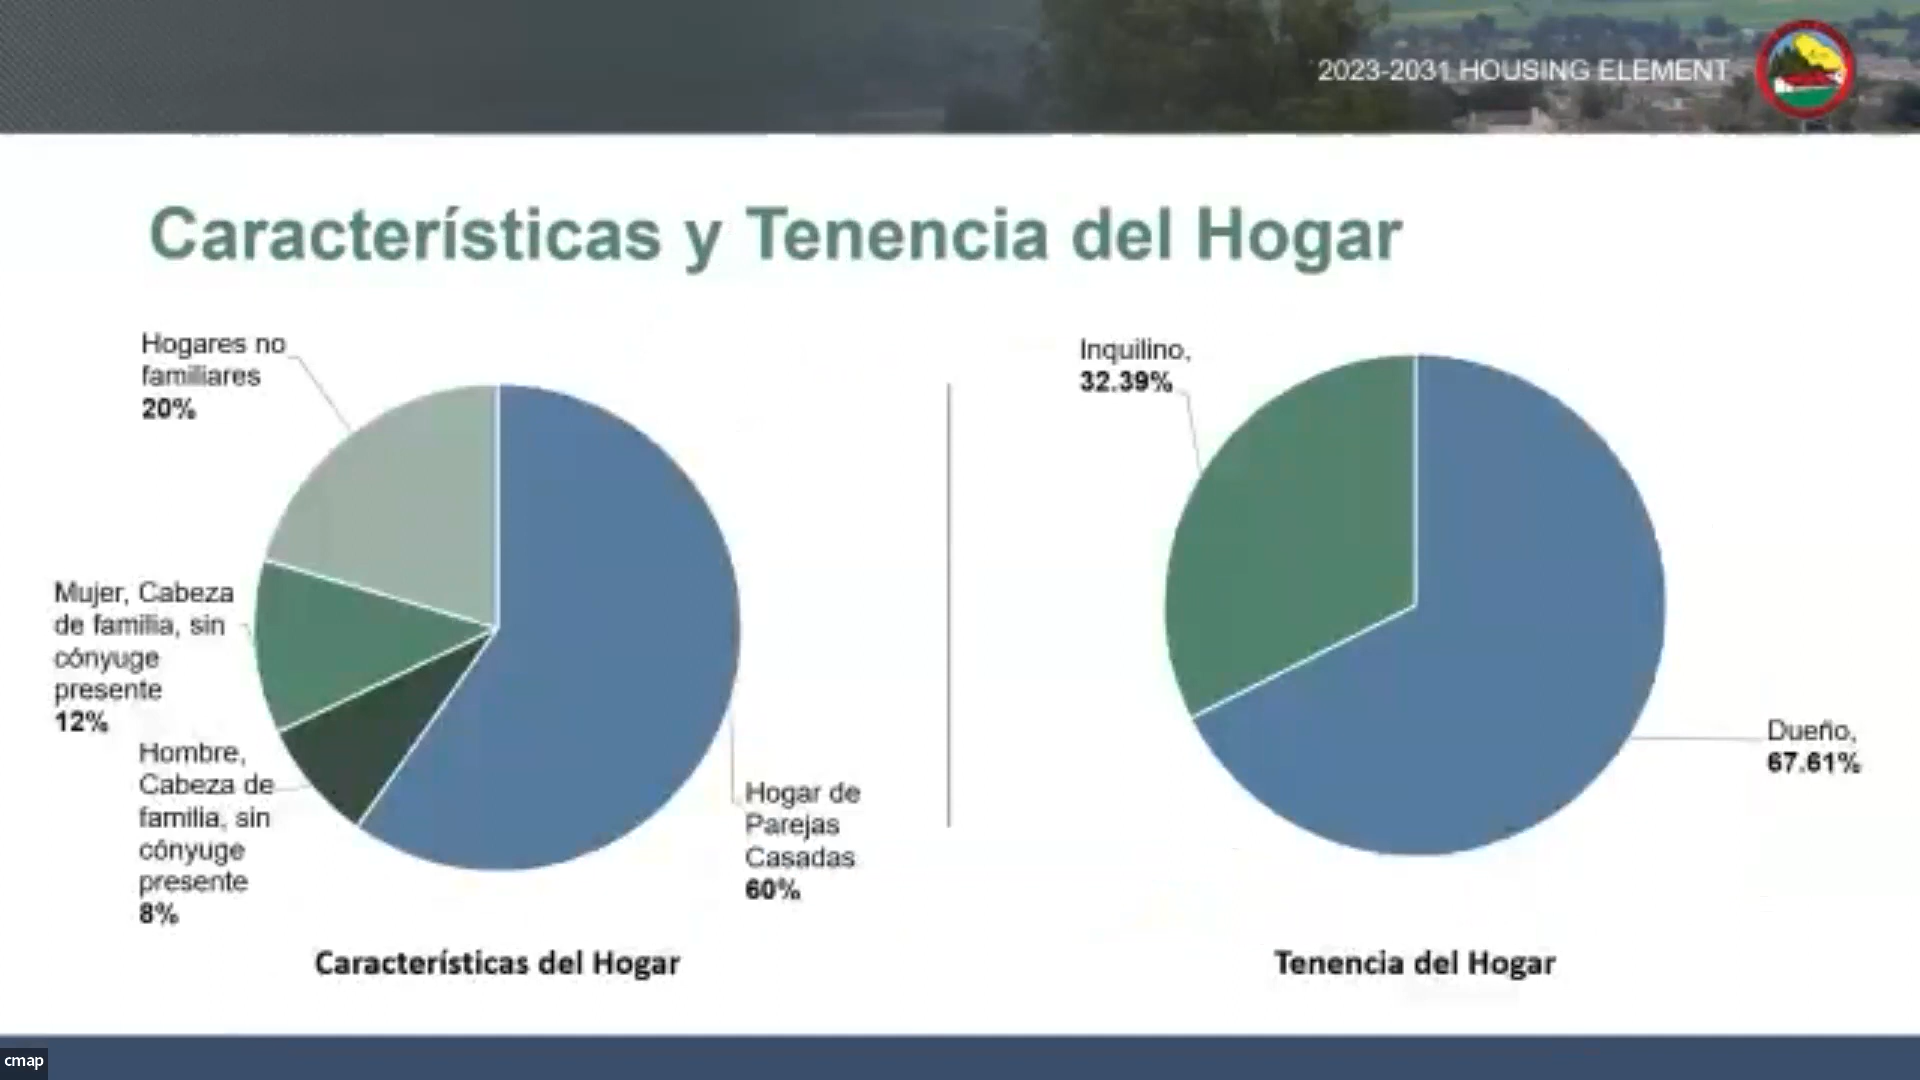 2023-2031 HOUSING ELEMENT
Características y Tenencia del Hogar
Hogares no
familiares
20%
Mujer, Cabeza
de familia, sin
cónyuge
presente
12%
Hombre,
Cabeza de
familia, sin
cónyuge
presente
8%
Hogar de
Parejas
Casadas
60%
Características del Hogar
Inquilino,
32.39%
Dueño,
67.61%
Tenencia del Hogar
cmap